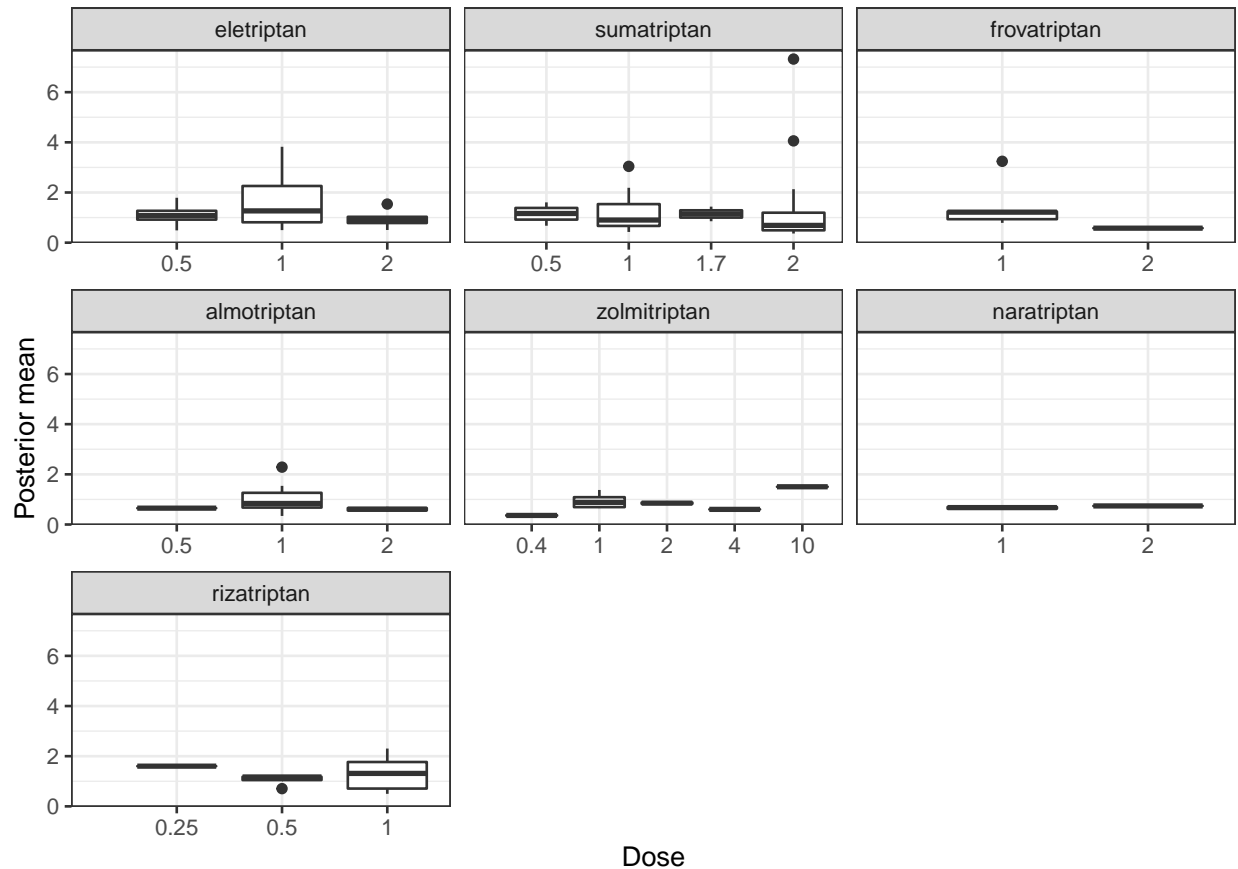 eletriptan sumatriptan frovatriptan
6
4
2
0
0.5 1 2 0.5 1 1.7 2 1 2
almotriptan zolmitriptan naratriptan
6
4
2
0
0.5 1 2 0.4 1 2 4 10 1 2
rizatriptan
6
4
2
0
0.25 0.5 1
Posterior mean
Dose